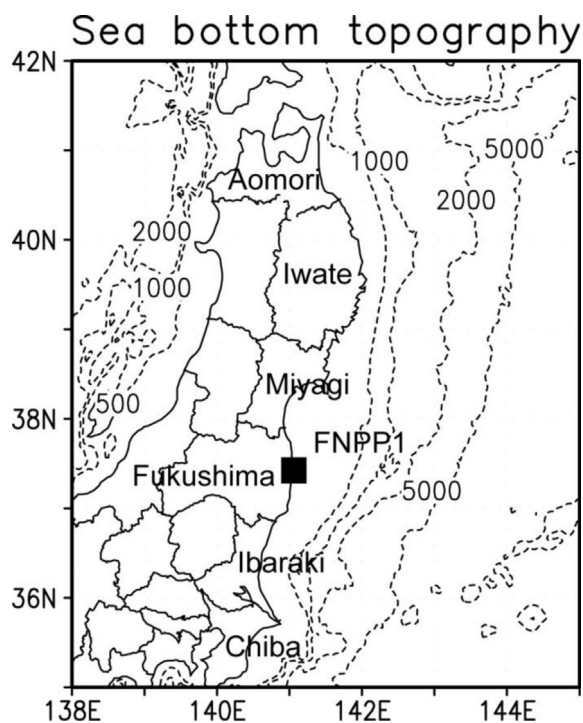 Sea bottom topography
42N
1000
5000
Aomori
2000
2000
40N
Iwate
1000
Miyagi
500
38N
FNPP1
Fukushima
5000
Ibaraki
36N
Chiba
138E 140E 142E 144E